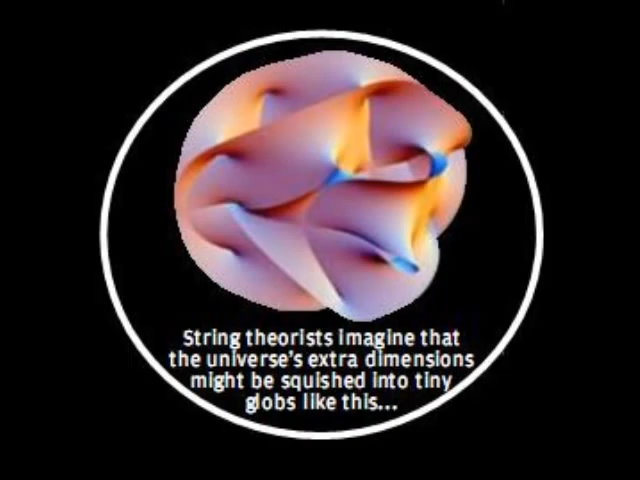 String theorists imagine that
the universe's extra dimensions
might be squished into tiny
globs like this...